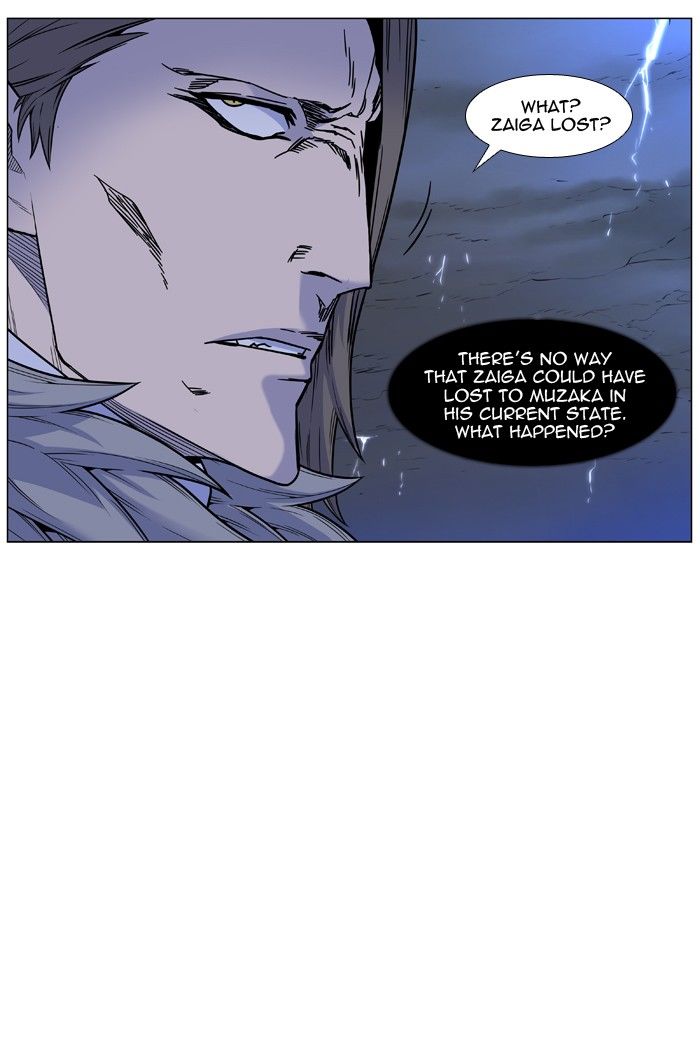 WHAT?
ZAIGA LOST?
THERE'S NO WAY
THAT ZAIGA COULD HAVE
LOST TO MUZAKA IN
HIS CURRENT STATE.
WHAT HAPPENED?